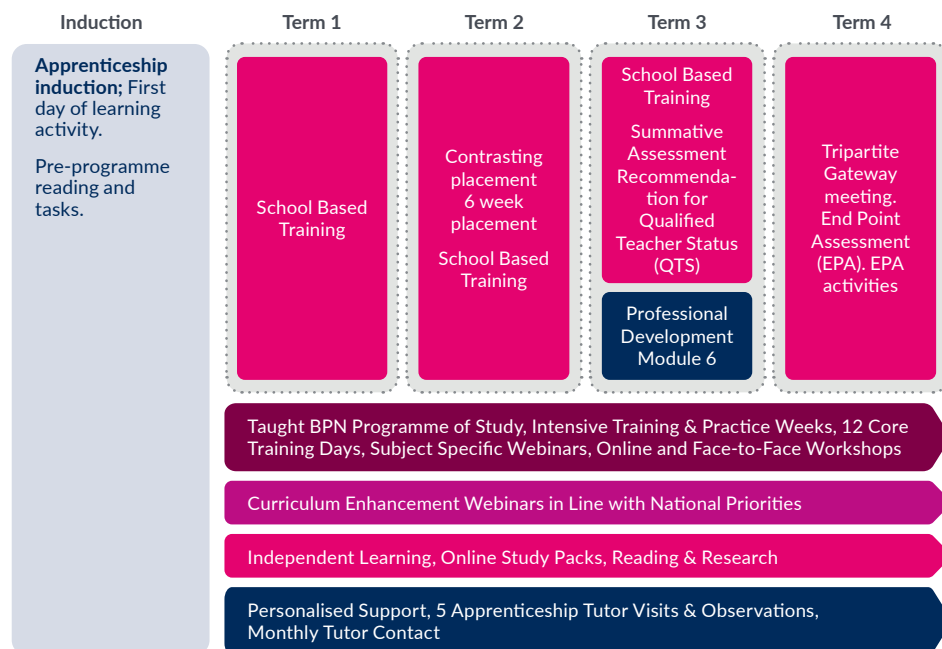 Induction
Term 1
Term 2
Term 3
Term 4
Apprenticeship
induction; First
day of learning
activity.
Pre-programme
reading and
tasks.
School Based
Training
Contrasting
placement
6 week
placement
School Based
Training
School Based
Training
Summative
Assessment
Recommenda-
tion for
Qualified
Teacher Status
(QTS)
Professional
Development
Module 6
Tripartite
Gateway
meeting.
End Point
Assessment
(EPA). EPA
activities
Taught BPN Programme of Study, Intensive Training & Practice Weeks, 12 Core
Training Days, Subject Specific Webinars, Online and Face-to-Face Workshops
Curriculum Enhancement Webinars in Line with National Priorities
Independent Learning, Online Study Packs, Reading & Research
Personalised Support, 5 Apprenticeship Tutor Visits & Observations,
Monthly Tutor Contact